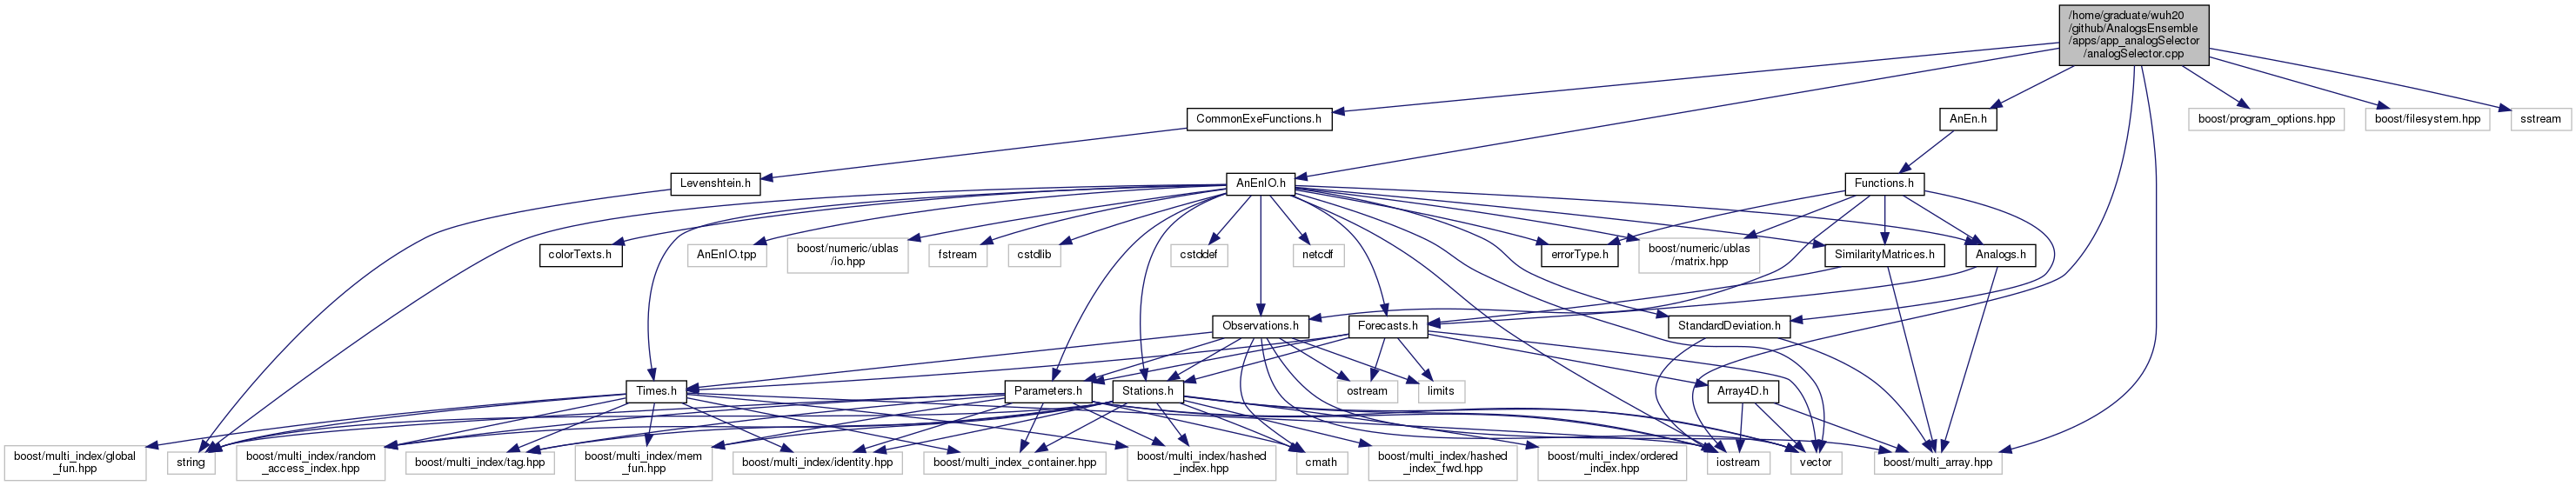 /home/graduate/wuh20
/github/AnalogsEnsemble
/apps/app_analogSelector
/analogSelector.cpp
CommonExeFunctions.h
AnEn.h
boost/program_options.hpp
boost/filesystem.hpp
sstream
Levenshtein.h
AnEnIO.h
Functions.h
colorTexts.h
AnEnIO.tpp
boost/numeric/ublas
/io.hpp
fstream
cstdlib
cstddef
netcdf
errorType.h
boost/numeric/ublas
/matrix.hpp
SimilarityMatrices.h
Analogs.h
Observations.h
Forecasts.h
StandardDeviation.h
Times.h
Parameters.h
Stations.h
ostream
limits
Array4D.h
boost/multi_index/global
_fun.hpp
string
boost/multi_index/random
_access_index.hpp
boost/multi_index/tag.hpp
boost/multi_index/mem
_fun.hpp
boost/multi_index/identity.hpp
boost/multi_index_container.hpp
boost/multi_index/hashed
_index.hpp
cmath
boost/multi_index/hashed
_index_fwd.hpp
boost/multi_index/ordered
_index.hpp
iostream
vector
boost/multi_array.hpp